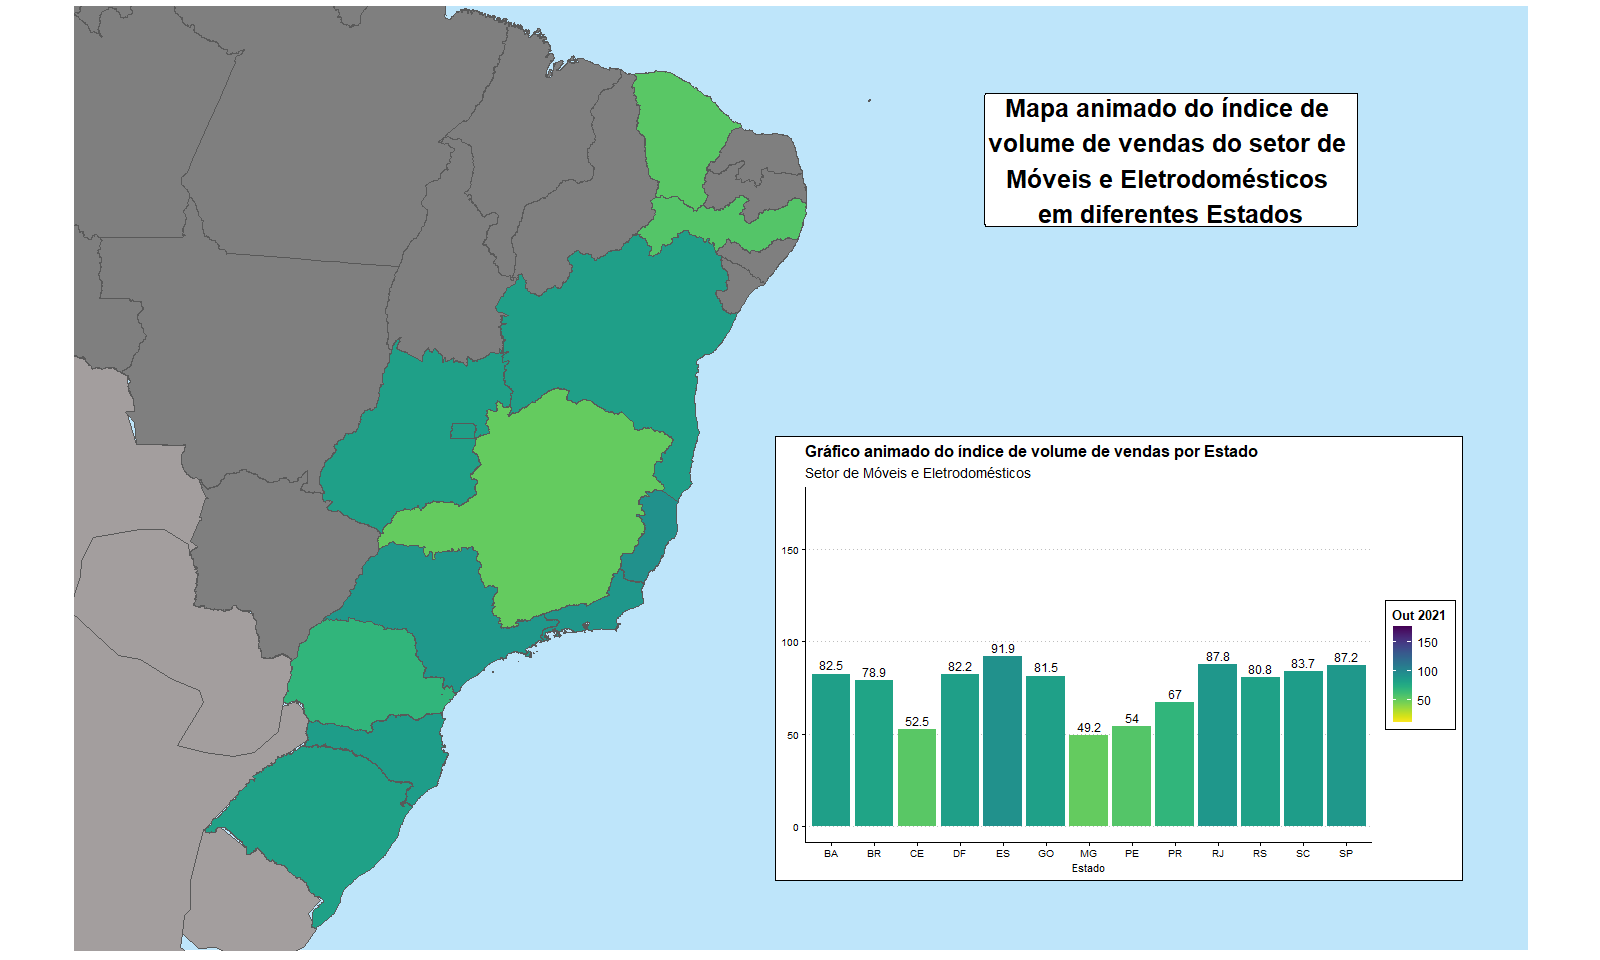 Mapa animado do índice de
volume de vendas do setor de
Móveis e Eletrodomésticos
em diferentes Estados
Gráfico animado do índice de volume de vendas por Estado
Setor de Móveis e Eletrodomésticos
150
100
50
0
82.5
78.9
52.5
82.2
91.9
81.5
49.2
54
67
87.8
80.8
83.7
87.2
BA BR CE DF ES GO MG PE PR RJ RS SC SP
Estado
Out 2021
150
100
50